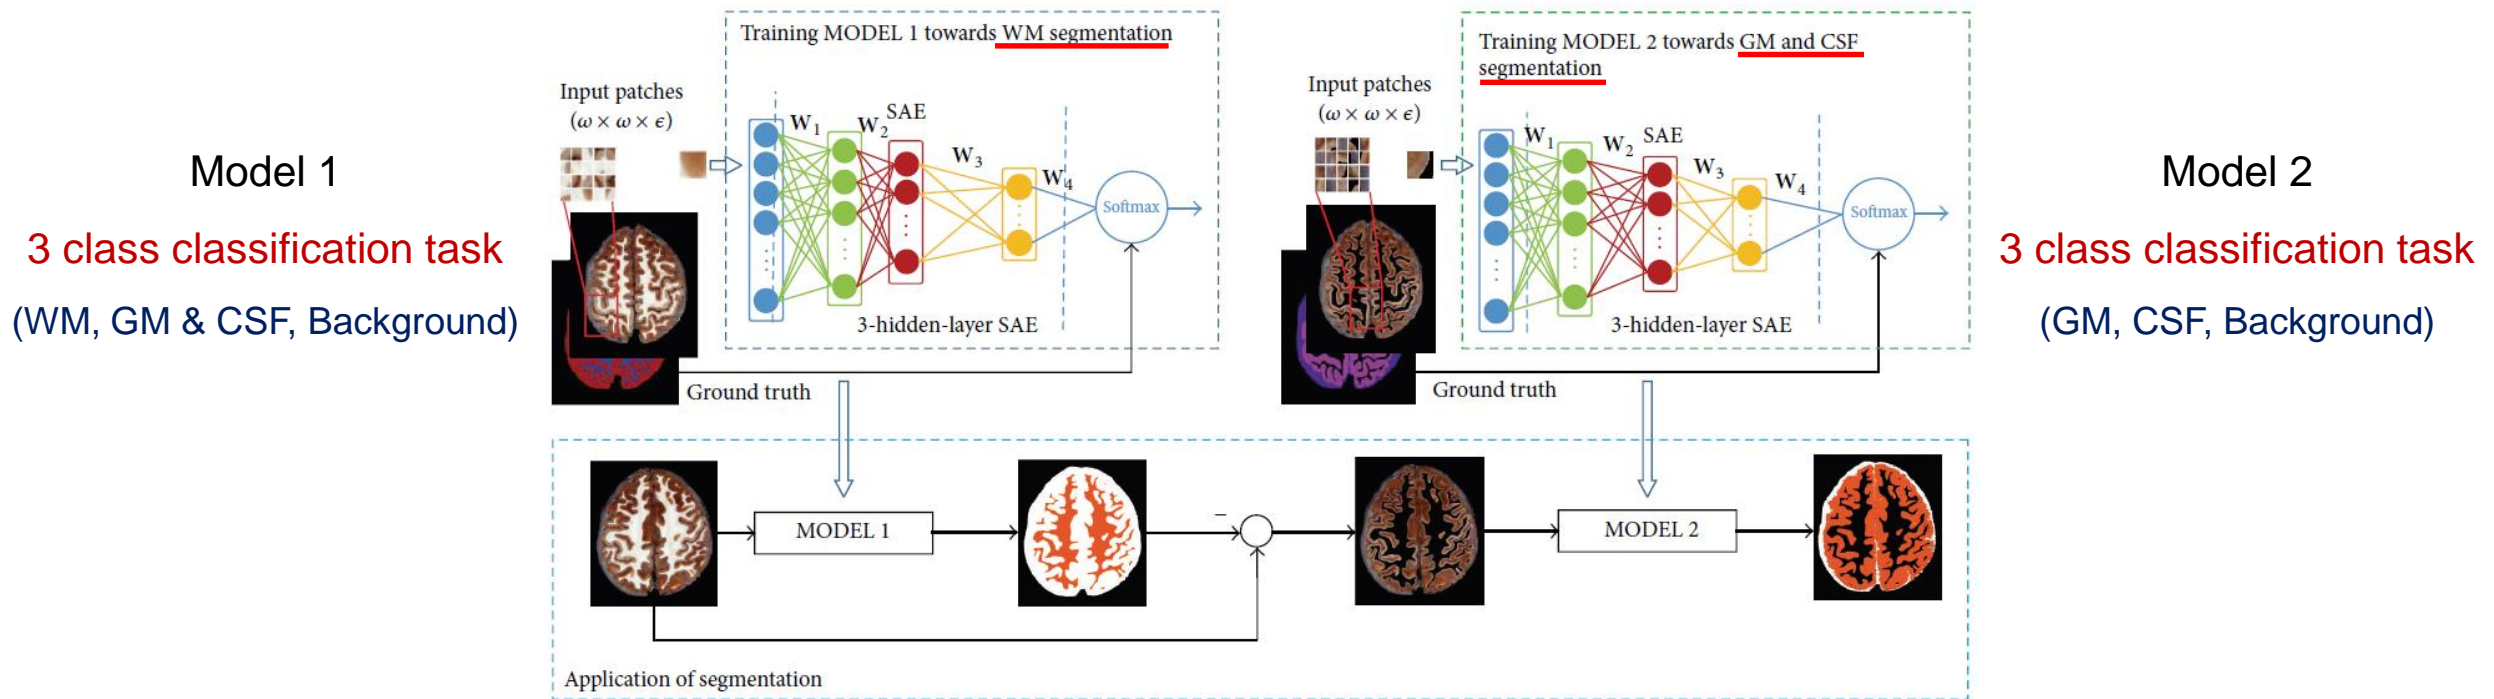 Model 1
3 class classification task
(WM, GM & CSF, Background)
Training MODEL 1 towards WM segmentation
Input patches
(ω × ω × ϵ)
W1
W2
SAE
W3
W4
Softmax
3-hidden-layer SAE
Ground truth
Training MODEL 2 towards GM and CSF
segmentation
Input patches
(ω × ω × ϵ)
W1
W2
SAE
W3
W4
Softmax
3-hidden-layer SAE
Ground truth
Model 2
3 class classification task
(GM, CSF, Background)
MODEL 1
−
MODEL 2
Application of segmentation